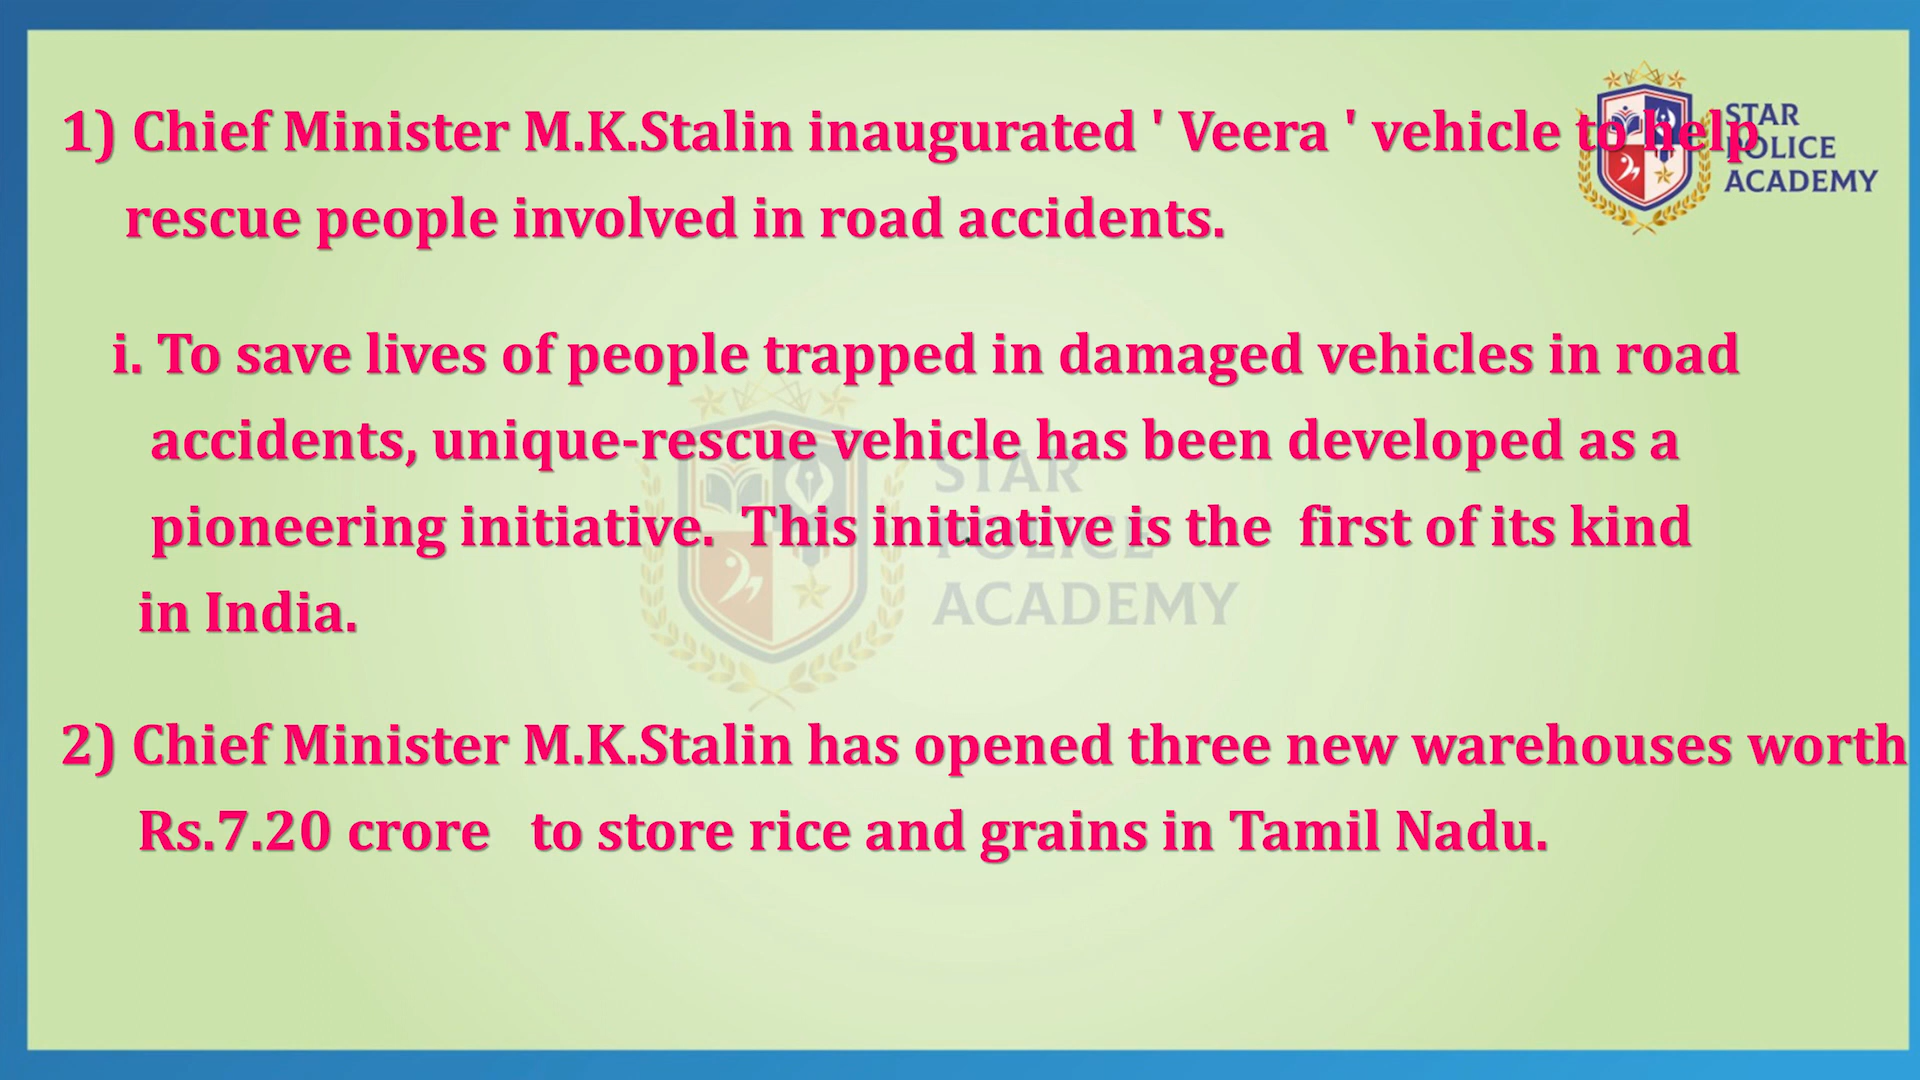 1) Chief Minister M.K.Stalin inaugurated ' Veera ' vehicle to help
rescue people involved in road accidents.
i. To save lives of people trapped in damaged vehicles in road
accidents, unique-rescue vehicle has been developed as a
pioneering initiative. This initiative is the first of its kind
in India.
2) Chief Minister M.K.Stalin has opened three new warehouses worth
Rs.7.20 crore to store rice and grains in Tamil Nadu.
STAR
POLICE
ACADEMY
STAR
POLICE
ACADEMY